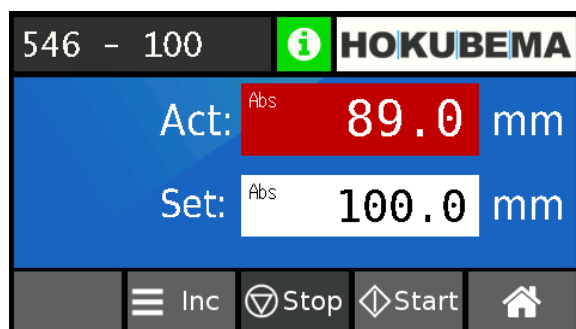 546 - 100 i HOKUBEMA
Act: Abs 89.0 mm
Set: Abs 100.0 mm
Inc Stop Start